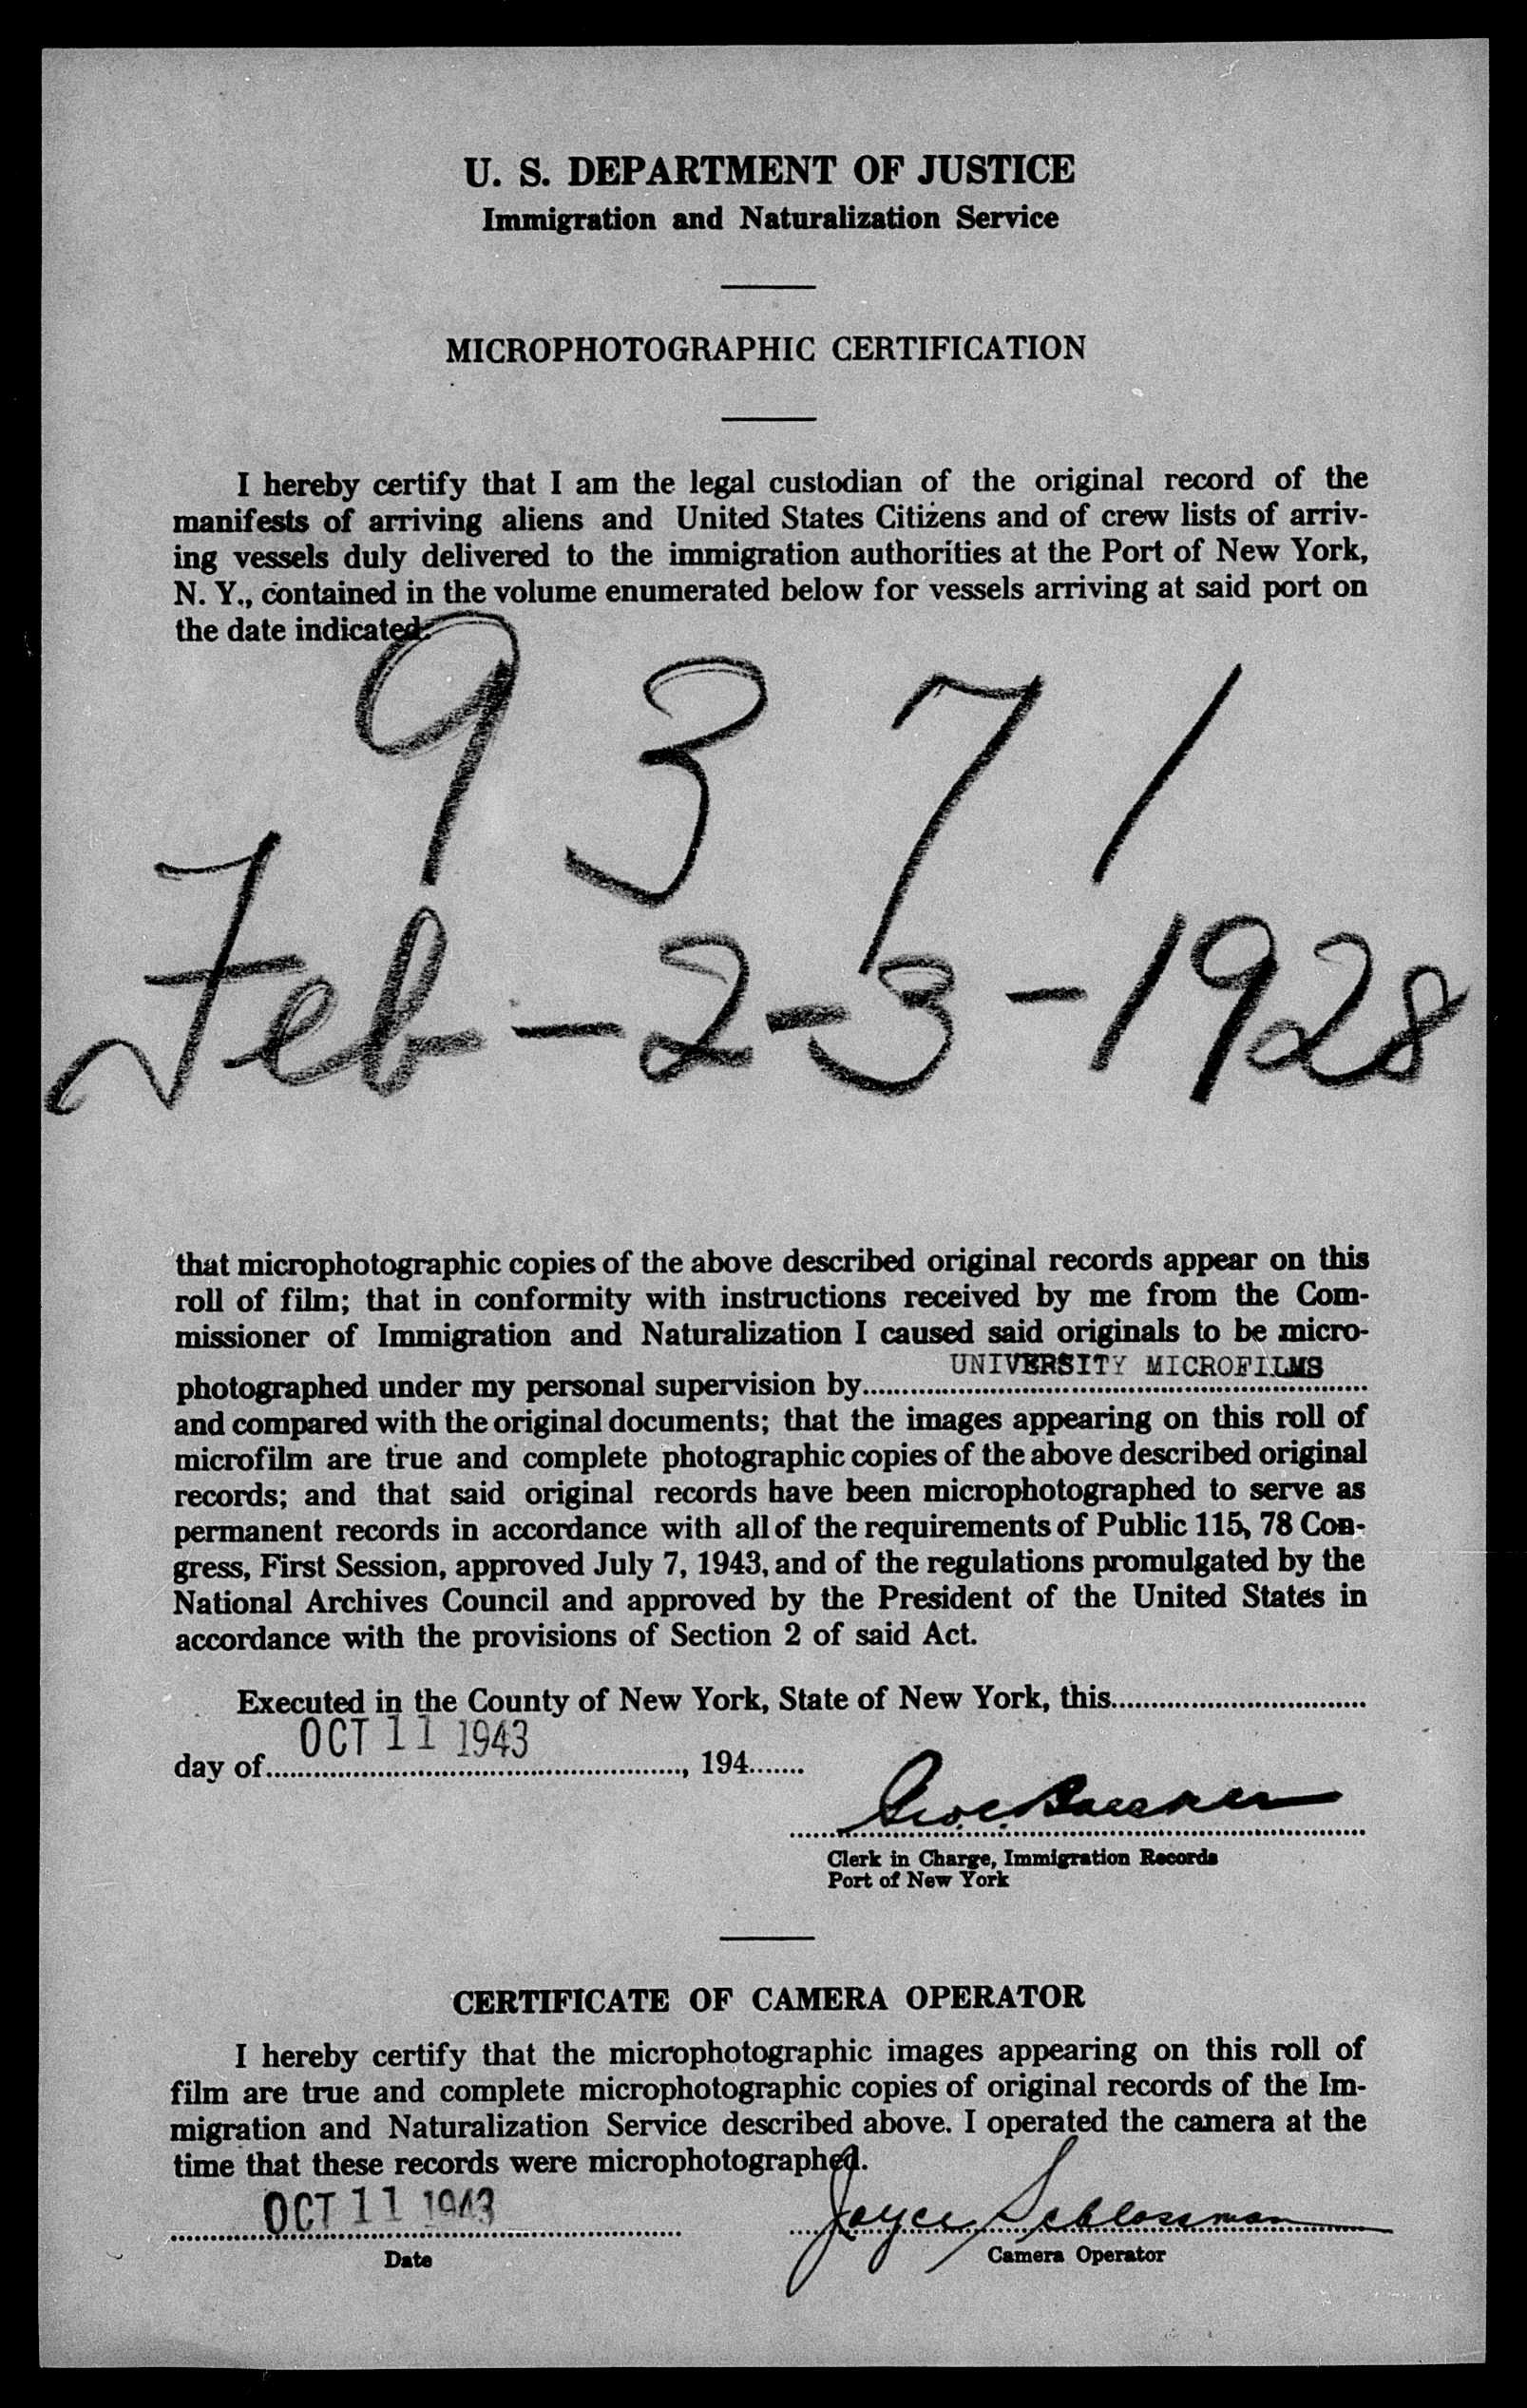 U. S. DEPARTMENT OF JUSTICE
Immigration and Naturalization Service
MICROPHOTOGRAPHIC CERTIFICATION
I hereby certify that I am the legal custodian of the original record of the
manifests of arriving aliens and United States Citizens and of crew lists of arriv-
ing vessels duly delivered to the immigration authorities at the Port of New York,
N. Y., contained in the volume enumerated below for vessels arriving at said port on
the date indicated:
9371
Feb-2-3-1928
that microphotographic copies of the above described original records appear on this
roll of film; that in conformity with instructions received by me from the Com-
missioner of Immigration and Naturalization I caused said originals to be micro-
photographed under my personal supervision by UNIVERSITY MICROFILMS
and compared with the original documents; that the images appearing on this roll of
microfilm are true and complete photographic copies of the above described original
records; and that said original records have been microphotographed to serve as
permanent records in accordance with all of the requirements of Public 115, 78 Con-
gress, First Session, approved July 7, 1943, and of the regulations promulgated by the
National Archives Council and approved by the President of the United States in
accordance with the provisions of Section 2 of said Act.
Executed in the County of New York, State of New York, this
day of OCT 11 1943, 194
Clerk in Charge, Immigration Records
Port of New York
CERTIFICATE OF CAMERA OPERATOR
I hereby certify that the microphotographic images appearing on this roll of
film are true and complete microphotographic copies of original records of the Im-
migration and Naturalization Service described above. I operated the camera at the
time that these records were microphotographed.
OCT 11 1943 Joyce Schlossman
Date Camera Operator